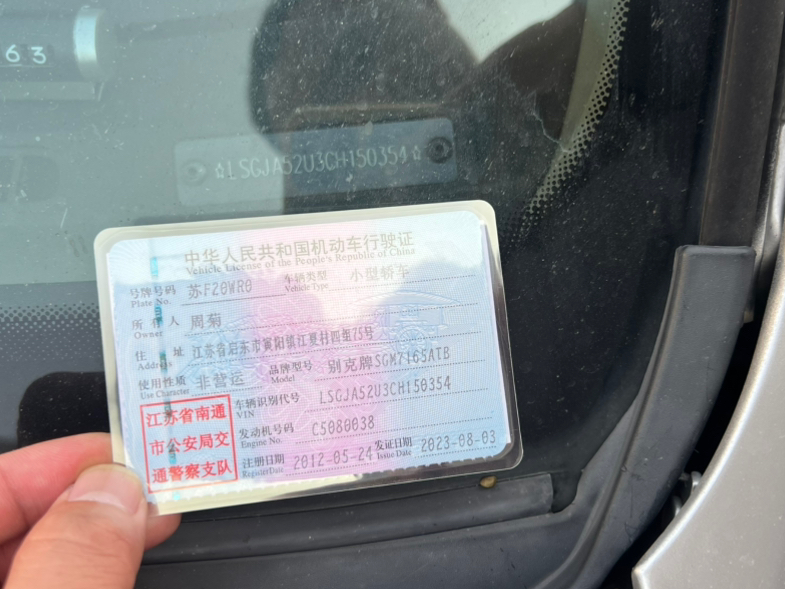 63
☆LSGJA52U3CH150354☆
中华人民共和国机动车行驶证
Vehicle License of the People's Republic of China
号牌号码 苏F20WR0 车辆类型 小型轿车
Plate No. Vehicle Type
所有人 周菊
Owner
住址 江苏省启东市寅阳镇江夏村四组75号
Address
使用性质 非营运 品牌型号 别克牌SGM7165ATB
Use Character Model
江苏省南通
市公安局交
通警察支队
车辆识别代号 LSGJA52U3CH150354
VIN
发动机号码 C5080038
Engine No.
注册日期 2012-05-24 发证日期 2023-08-03
Register Date Issue Date